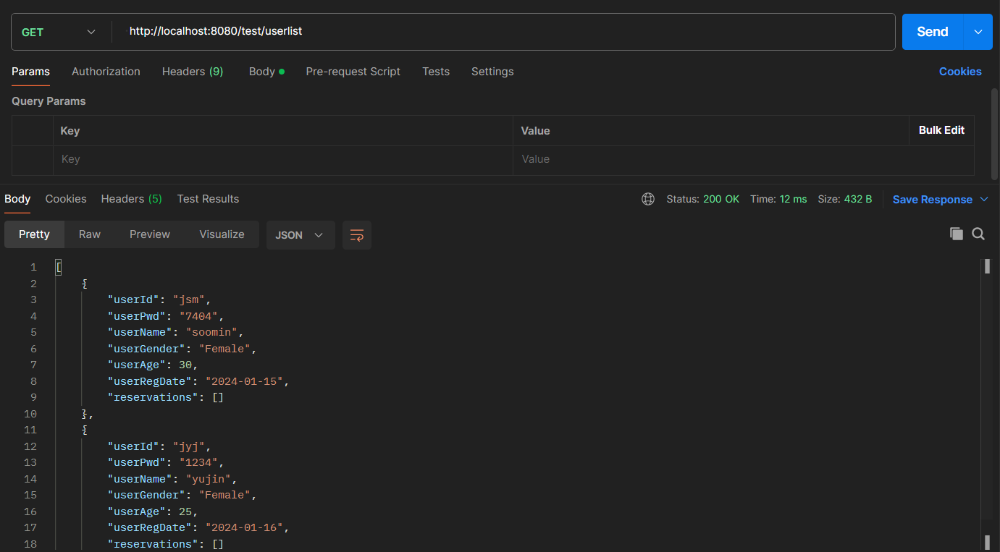 GET http://localhost:8080/test/userlist Send
Params Authorization Headers (9) Body Pre-request Script Tests Settings Cookies
Query Params
Key Value Bulk Edit
Key Value
Body Cookies Headers (5) Test Results Status: 200 OK Time: 12 ms Size: 432 B Save Response
Pretty Raw Preview Visualize JSON
1 [
2 {
3 "userId": "jsm",
4 "userPwd": "7404",
5 "userName": "soomin",
6 "userGender": "Female",
7 "userAge": 30,
8 "userRegDate": "2024-01-15",
9 "reservations": []
10 },
11 {
12 "userId": "jyj",
13 "userPwd": "1234",
14 "userName": "yujin",
15 "userGender": "Female",
16 "userAge": 25,
17 "userRegDate": "2024-01-16",
18 "reservations": []